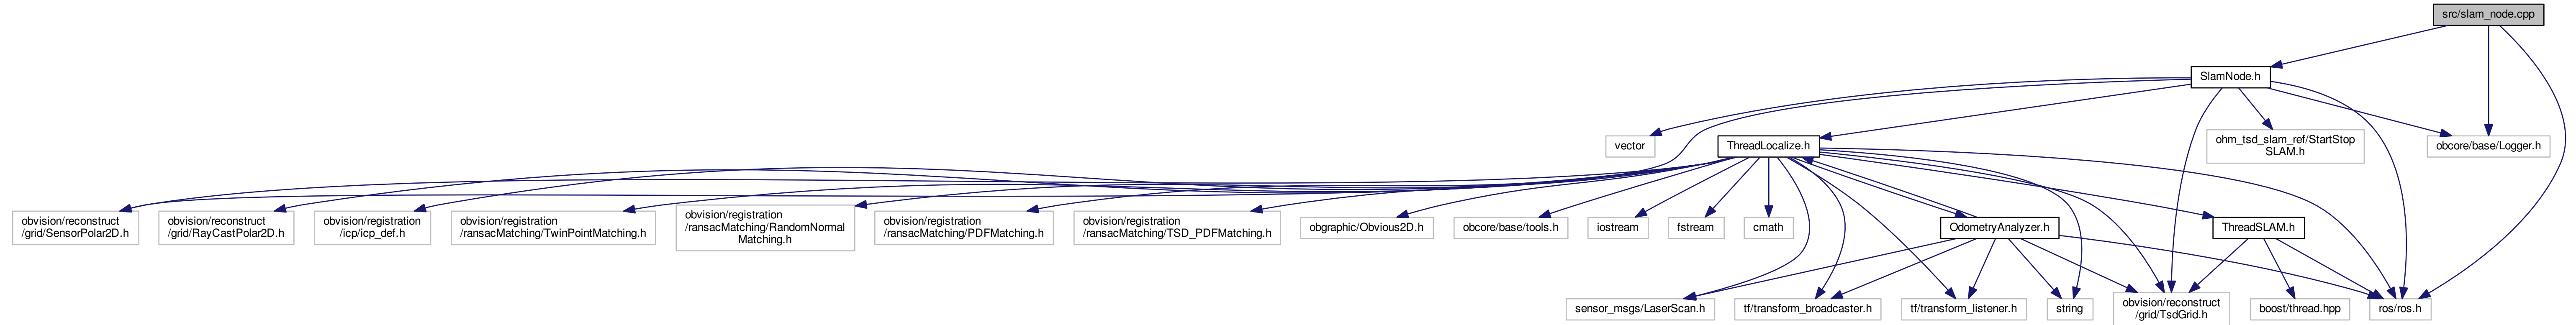 src/slam_node.cpp
SlamNode.h
vector
ThreadLocalize.h
ohm_tsd_slam_ref/StartStop
SLAM.h
obcore/base/Logger.h
obvision/reconstruct
/grid/SensorPolar2D.h
obvision/reconstruct
/grid/RayCastPolar2D.h
obvision/registration
/icp/icp_def.h
obvision/registration
/ransacMatching/TwinPointMatching.h
obvision/registration
/ransacMatching/RandomNormal
Matching.h
obvision/registration
/ransacMatching/PDFMatching.h
obvision/registration
/ransacMatching/TSD_PDFMatching.h
obgraphic/Obvious2D.h
obcore/base/tools.h
iostream
fstream
cmath
OdometryAnalyzer.h
ThreadSLAM.h
sensor_msgs/LaserScan.h
tf/transform_broadcaster.h
tf/transform_listener.h
string
obvision/reconstruct
/grid/TsdGrid.h
boost/thread.hpp
ros/ros.h